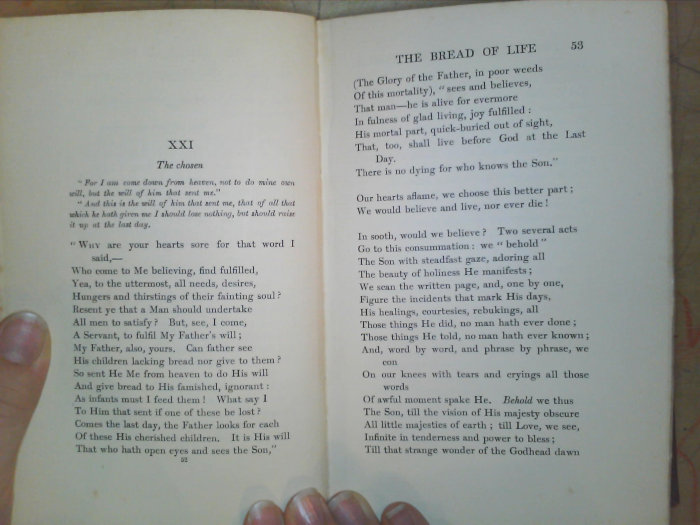 XXI
The chosen
"For I am come down from heaven, not to do mine own
will, but the will of him that sent me."
"And this is the will of him that sent me, that of all that
which he hath given me I should lose nothing, but should raise
it up at the last day.
"WHY are your hearts sore for that word I
said,—
Who come to Me believing, find fulfilled,
Yea, to the uttermost, all needs, desires,
Hungers and thirstings of their fainting soul?
Resent ye that a Man should undertake
All men to satisfy? But, see, I come,
A Servant, to fulfil My Father's will;
My Father, also, yours. Can father see
His children lacking bread nor give to them?
So sent He Me from heaven to do His will
And give bread to His famished, ignorant:
As infants must I feed them! What say I
To Him that sent if one of these be lost?
Comes the last day, the Father looks for each
Of these His cherished children. It is His will
That who hath open eyes and sees the Son,"
52
THE BREAD OF LIFE 53
(The Glory of the Father, in poor weeds
Of this mortality), "sees and believes,
That man—he is alive for evermore
In fulness of glad living, joy fulfilled:
His mortal part, quick-buried out of sight,
That, too, shall live before God at the Last
Day.
There is no dying for who knows the Son."
Our hearts aflame, we choose this better part;
We would believe and live, nor ever die!
In sooth, would we believe? Two several acts
Go to this consummation: we "behold"
The Son with steadfast gaze, adoring all
The beauty of holiness He manifests;
We scan the written page, and, one by one,
Figure the incidents that mark His days,
His healings, courtesies, rebukings, all
Those things He did, no man hath ever done;
Those things He told, no man hath ever known;
And, word by word, and phrase by phrase, we
con
On our knees with tears and cryings all those
words
Of awful moment spake He. Behold we thus
The Son, till the vision of His majesty obscure
All little majesties of earth; till Love, we see,
Infinite in tenderness and power to bless;
Till that strange wonder of the Godhead dawn